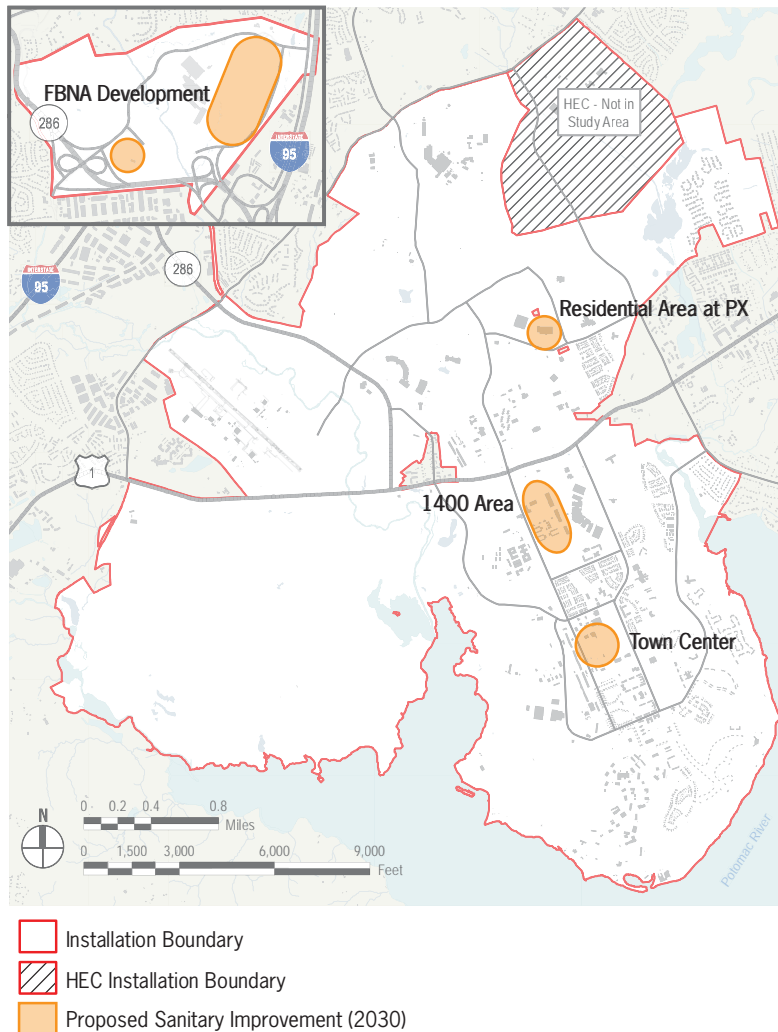 FBNA Development
286
INTERSTATE
95
HEC - Not in
Study Area
286
INTERSTATE
95
Residential Area at PX
1
1400 Area
Town Center
N
0 0.2 0.4 0.8
Miles
0 1,500 3,000 6,000 9,000
Feet
Potomac River
Installation Boundary
HEC Installation Boundary
Proposed Sanitary Improvement (2030)